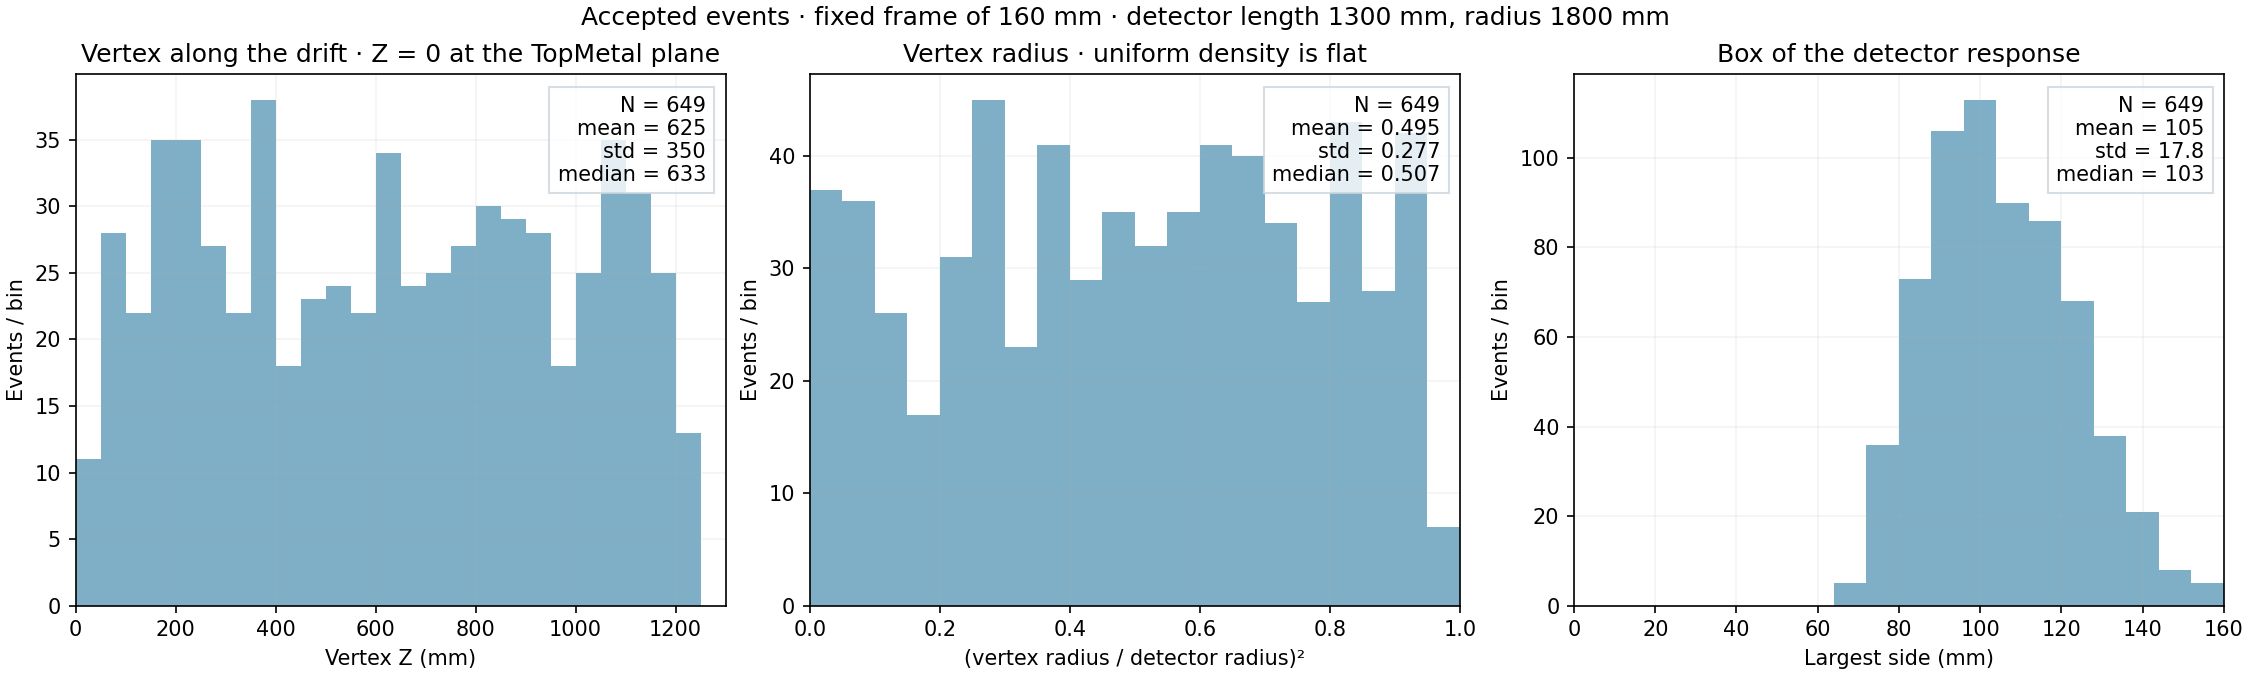 Accepted events · fixed frame of 160 mm · detector length 1300 mm, radius 1800 mm
Vertex along the drift · Z = 0 at the TopMetal plane
N = 649
mean = 625
std = 350
median = 633
Events / bin
35
30
25
20
15
10
5
0
0 200 400 600 800 1000 1200
Vertex Z (mm)
Vertex radius · uniform density is flat
N = 649
mean = 0.495
std = 0.277
median = 0.507
Events / bin
40
30
20
10
0
0.0 0.2 0.4 0.6 0.8 1.0
(vertex radius / detector radius)²
Box of the detector response
N = 649
mean = 105
std = 17.8
median = 103
Events / bin
100
80
60
40
20
0
0 20 40 60 80 100 120 140 160
Largest side (mm)